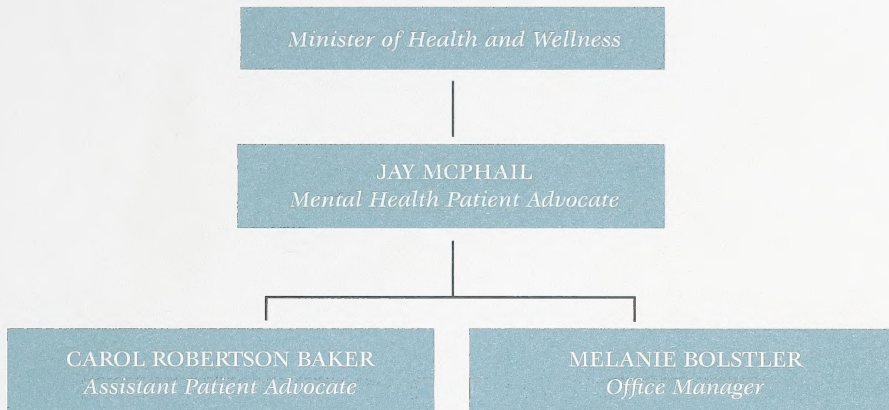 Minister of Health and Wellness
JAY MCPHAIL
Mental Health Patient Advocate
CAROL ROBERTSON BAKER
Assistant Patient Advocate
MELANIE BOLSTLER
Office Manager